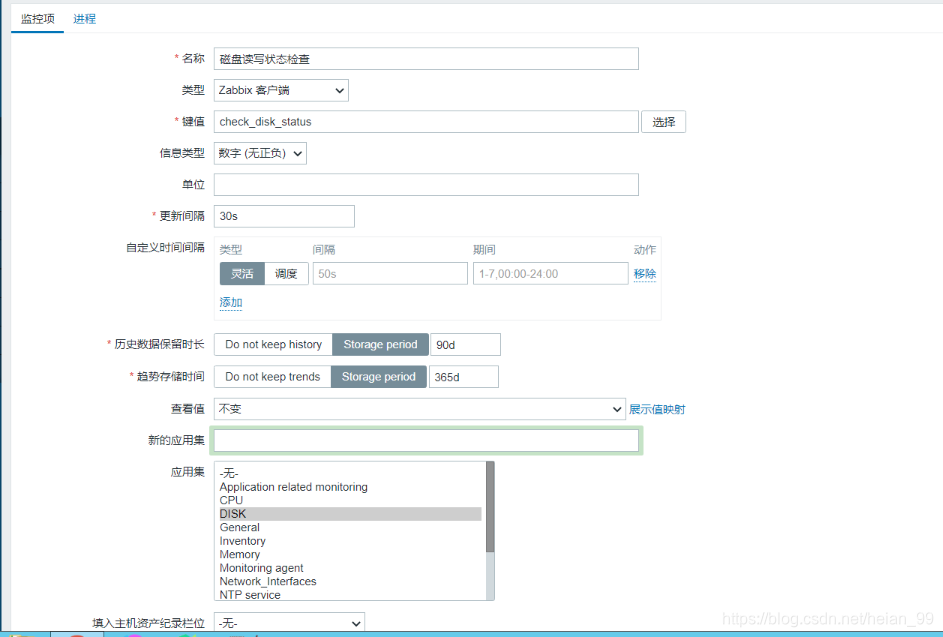 监控项 进程
* 名称 磁盘读写状态检查
类型 Zabbix 客户端
* 键值 check_disk_status 选择
信息类型 数字 (无正负)
单位
* 更新间隔 30s
自定义时间间隔 类型 间隔 期间 动作
灵活 调度 50s 1-7,00:00-24:00 移除
添加
* 历史数据保留时长 Do not keep history Storage period 90d
* 趋势存储时间 Do not keep trends Storage period 365d
查看值 不变 展示值映射
新的应用集
应用集 -无-
Application related monitoring
CPU
DISK
General
Inventory
Memory
Monitoring agent
Network_Interfaces
NTP service
填入主机资产纪录栏位 -无-
https://blog.csdn.net/heian_99